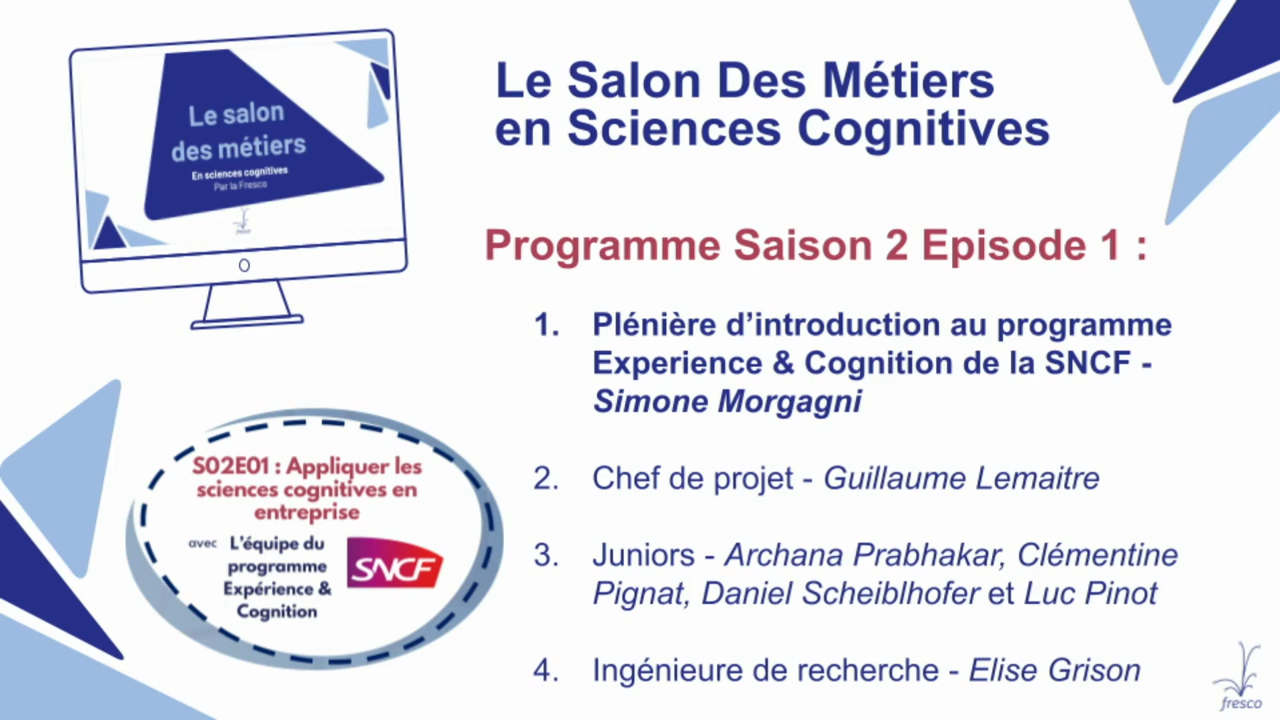 Le salon
des métiers
En sciences cognitives
Par la Fresco
fresco
Le Salon Des Métiers
en Sciences Cognitives
Programme Saison 2 Episode 1 :
1. Plénière d’introduction au programme
Experience & Cognition de la SNCF -
Simone Morgagni
2. Chef de projet - Guillaume Lemaitre
3. Juniors - Archana Prabhakar, Clémentine
Pignat, Daniel Scheiblhofer et Luc Pinot
4. Ingénieure de recherche - Elise Grison
S02E01 : Appliquer les
sciences cognitives en
entreprise
avec L'équipe du
programme
Expérience &
Cognition
SNCF
fresco